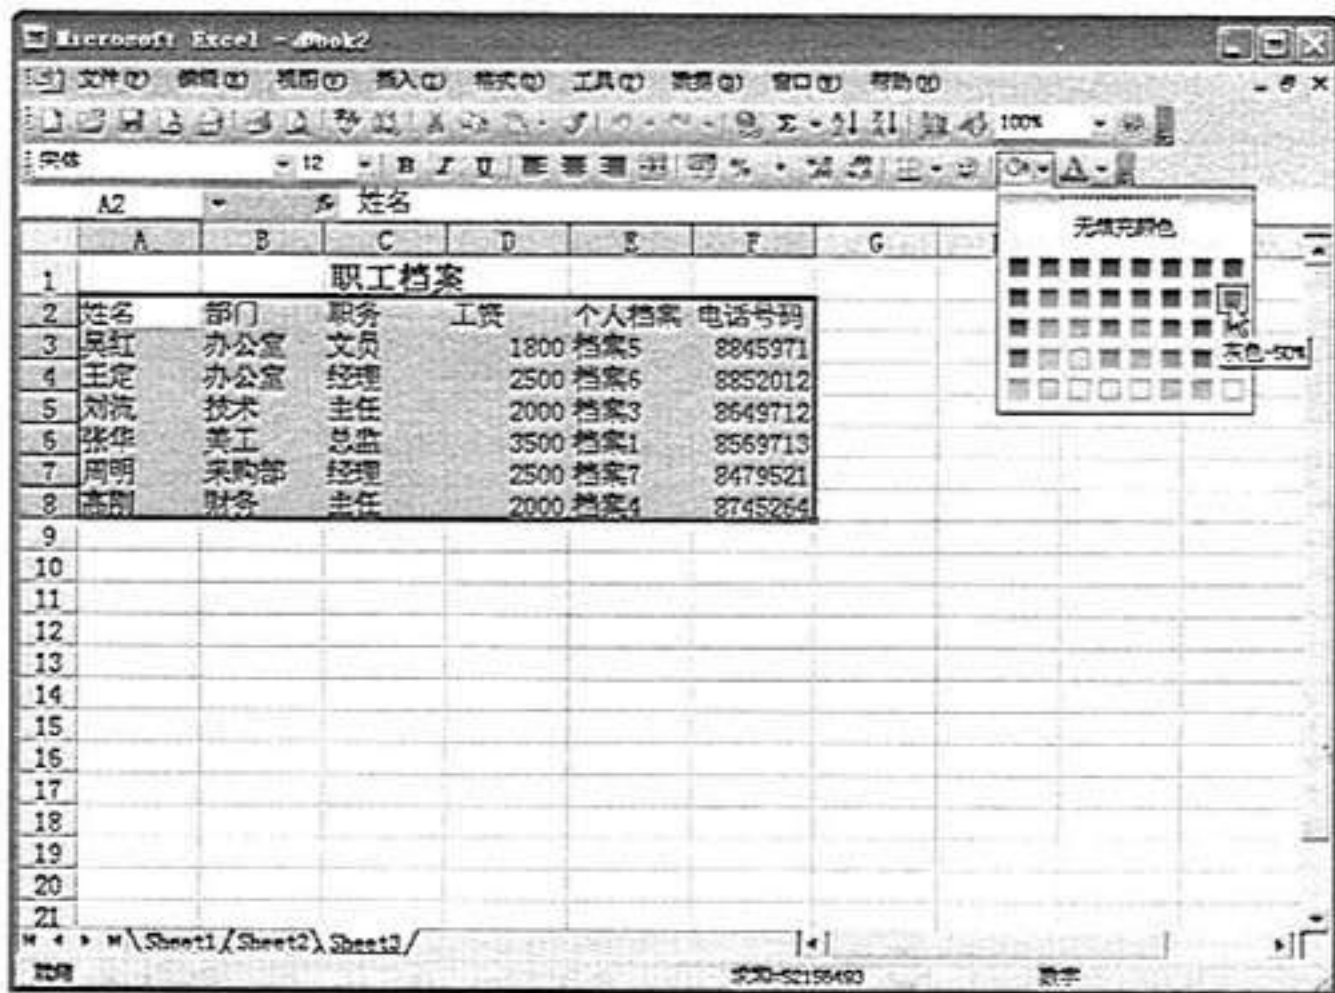 Microsoft Excel - Book2
文件(F) 编辑(E) 视图(V) 插入(I) 格式(O) 工具(T) 数据(D) 窗口(W) 帮助(H)
Σ 100%
宋体 12 B I U % A
A2 fx 姓名
A B C D E F G
无填充颜色
灰色-50%
1 职工档案
2 姓名 部门 职务 工资 个人档案 电话号码
3 吴红 办公室 文员 1800 档案5 8845971
4 王定 办公室 经理 2500 档案6 8852012
5 刘流 技术 主任 2000 档案3 8649712
6 张华 美工 总监 3500 档案1 8569713
7 周明 采购部 经理 2500 档案7 8479521
8 高刚 财务 主任 2000 档案4 8745264
9
10
11
12
13
14
15
16
17
18
19
20
21
Sheet1 Sheet2 Sheet3
就绪 求和=52156493 数字